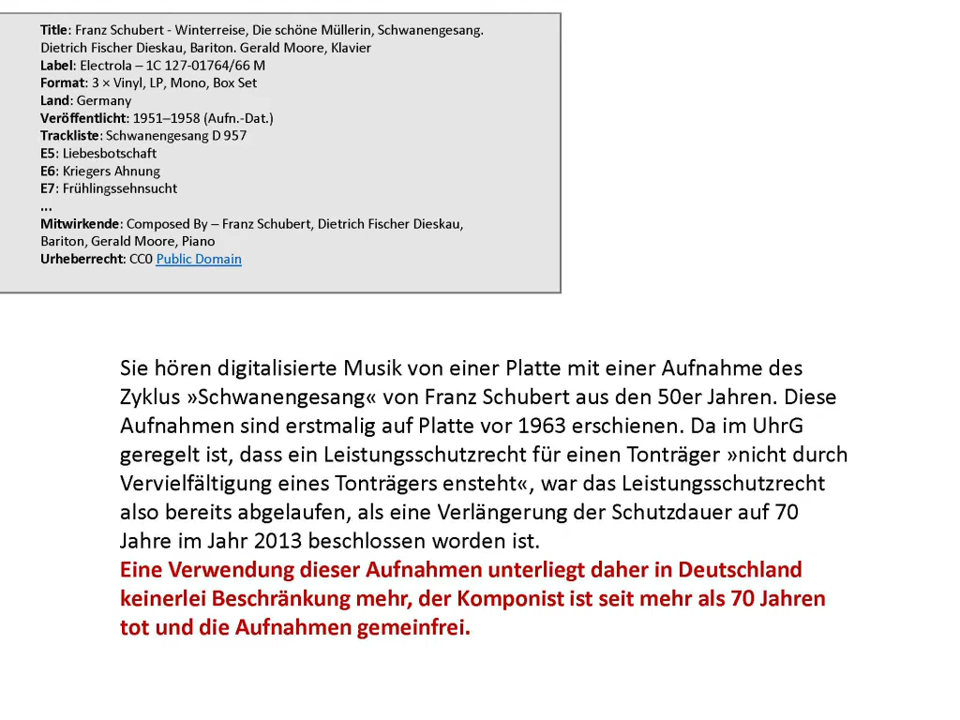 Title: Franz Schubert - Winterreise, Die schöne Müllerin, Schwanengesang.
Dietrich Fischer Dieskau, Bariton. Gerald Moore, Klavier
Label: Electrola – 1C 127-01764/66 M
Format: 3 × Vinyl, LP, Mono, Box Set
Land: Germany
Veröffentlicht: 1951–1958 (Aufn.-Dat.)
Trackliste: Schwanengesang D 957
E5: Liebesbotschaft
E6: Kriegers Ahnung
E7: Frühlingssehnsucht
...
Mitwirkende: Composed By – Franz Schubert, Dietrich Fischer Dieskau,
Bariton, Gerald Moore, Piano
Urheberrecht: CC0 Public Domain
Sie hören digitalisierte Musik von einer Platte mit einer Aufnahme des
Zyklus »Schwanengesang« von Franz Schubert aus den 50er Jahren. Diese
Aufnahmen sind erstmalig auf Platte vor 1963 erschienen. Da im UhrG
geregelt ist, dass ein Leistungsschutzrecht für einen Tonträger »nicht durch
Vervielfältigung eines Tonträgers ensteht«, war das Leistungsschutzrecht
also bereits abgelaufen, als eine Verlängerung der Schutzdauer auf 70
Jahre im Jahr 2013 beschlossen worden ist.
Eine Verwendung dieser Aufnahmen unterliegt daher in Deutschland
keinerlei Beschränkung mehr, der Komponist ist seit mehr als 70 Jahren
tot und die Aufnahmen gemeinfrei.